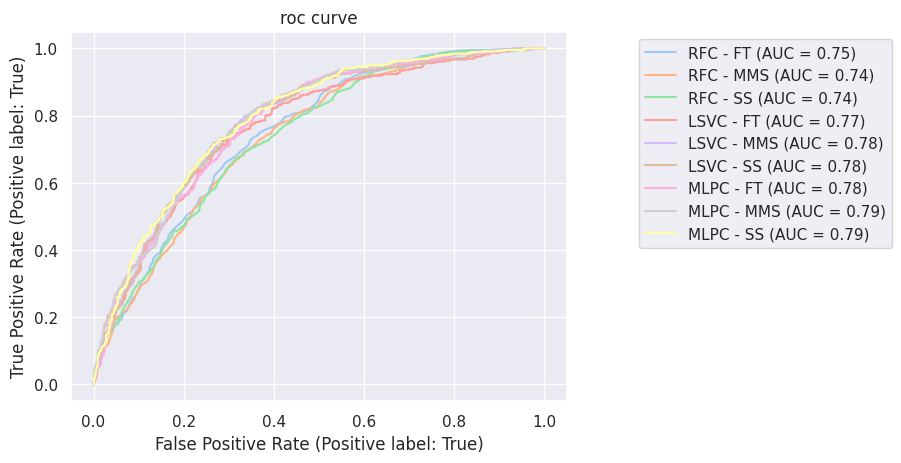 roc curve
True Positive Rate (Positive label: True)
1.0
0.8
0.6
0.4
0.2
0.0
0.0 0.2 0.4 0.6 0.8 1.0
False Positive Rate (Positive label: True)
RFC - FT (AUC = 0.75)
RFC - MMS (AUC = 0.74)
RFC - SS (AUC = 0.74)
LSVC - FT (AUC = 0.77)
LSVC - MMS (AUC = 0.78)
LSVC - SS (AUC = 0.78)
MLPC - FT (AUC = 0.78)
MLPC - MMS (AUC = 0.79)
MLPC - SS (AUC = 0.79)